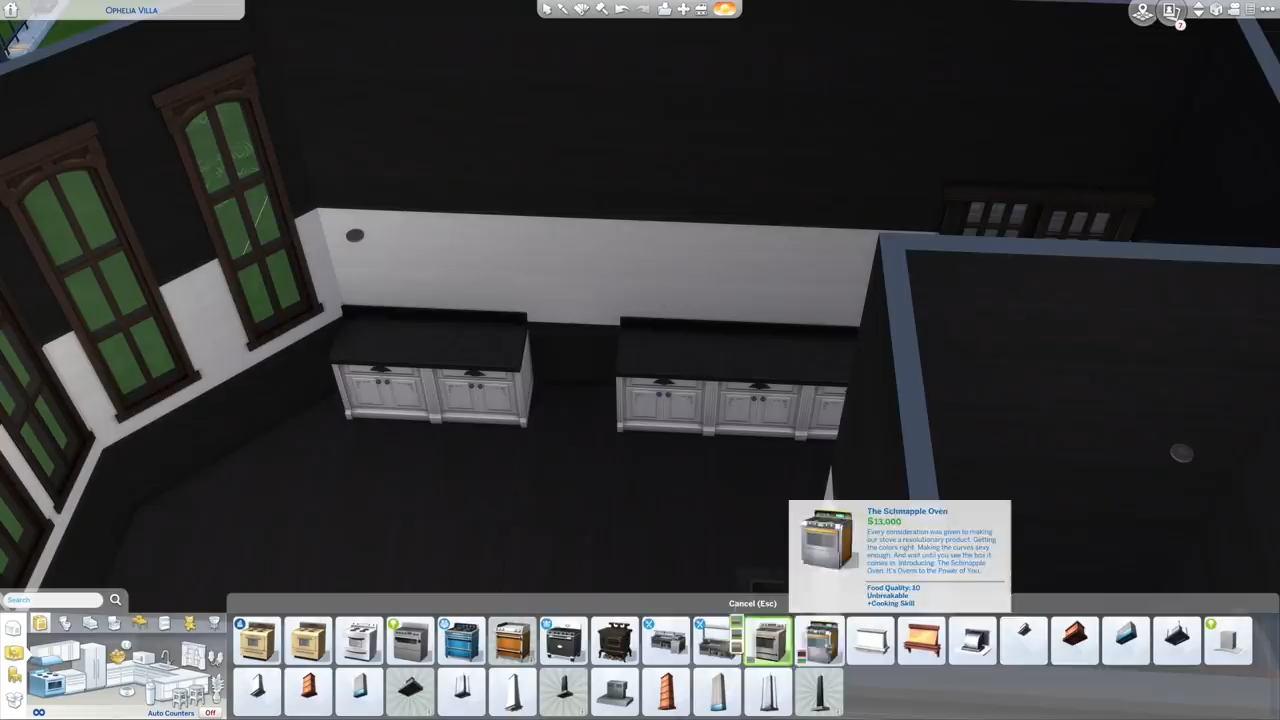 Ophelia Villa
7
The Schmapple Oven
$13,000
Every consideration was given to making
our stove a revolutionary product. Getting
the colors right. Making the curves sexy
enough. And wait until you see the box it
comes in. Introducing: The Schmapple
Oven. It's Ovens to the Power of You.
Food Quality: 10
Unbreakable
+Cooking Skill
Search
Cancel (Esc)
Auto Counters
Off